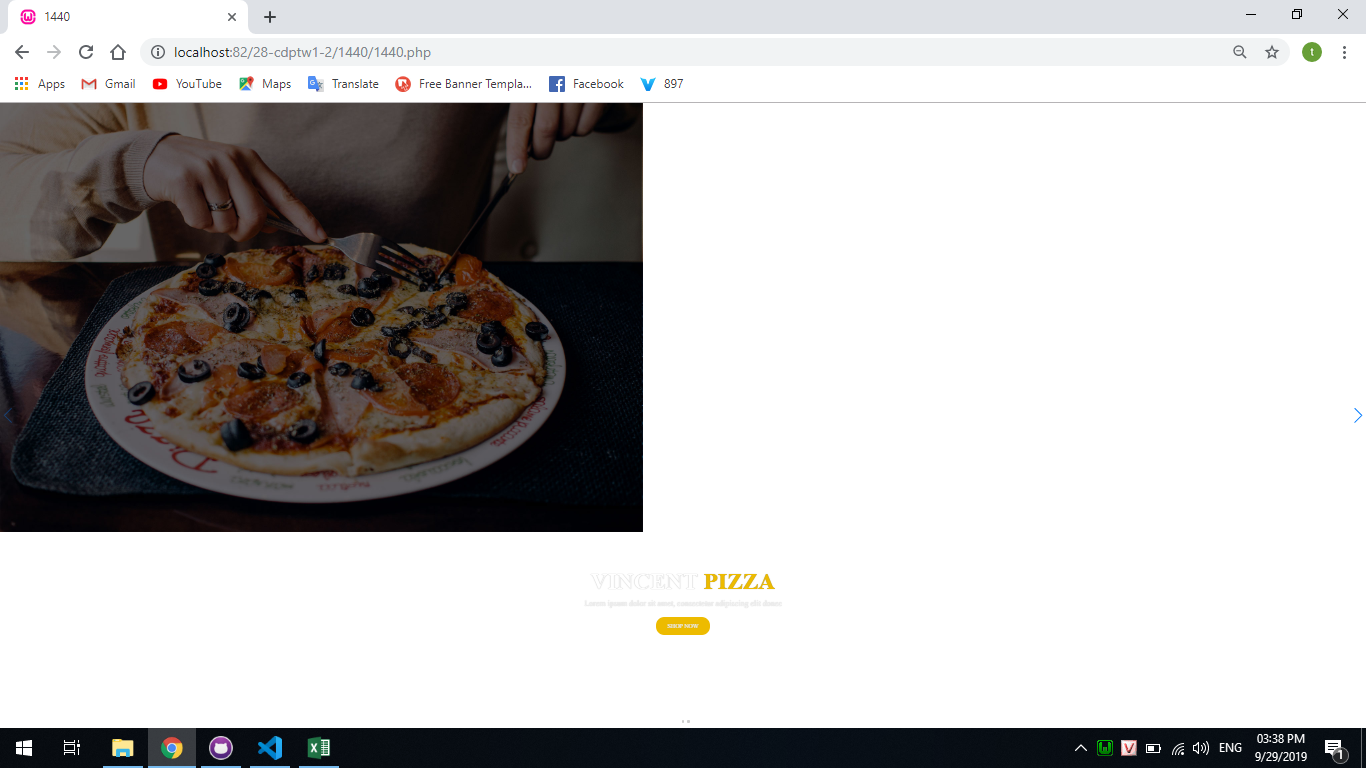 1440
localhost:82/28-cdptw1-2/1440/1440.php
t
Apps
Gmail
YouTube
Maps
Translate
Free Banner Templa...
Facebook
897
VINCENT PIZZA
Lorem ipsum dolor sit amet, consectetur adipiscing elit donec
SHOP NOW
ENG
03:38 PM
9/29/2019
1